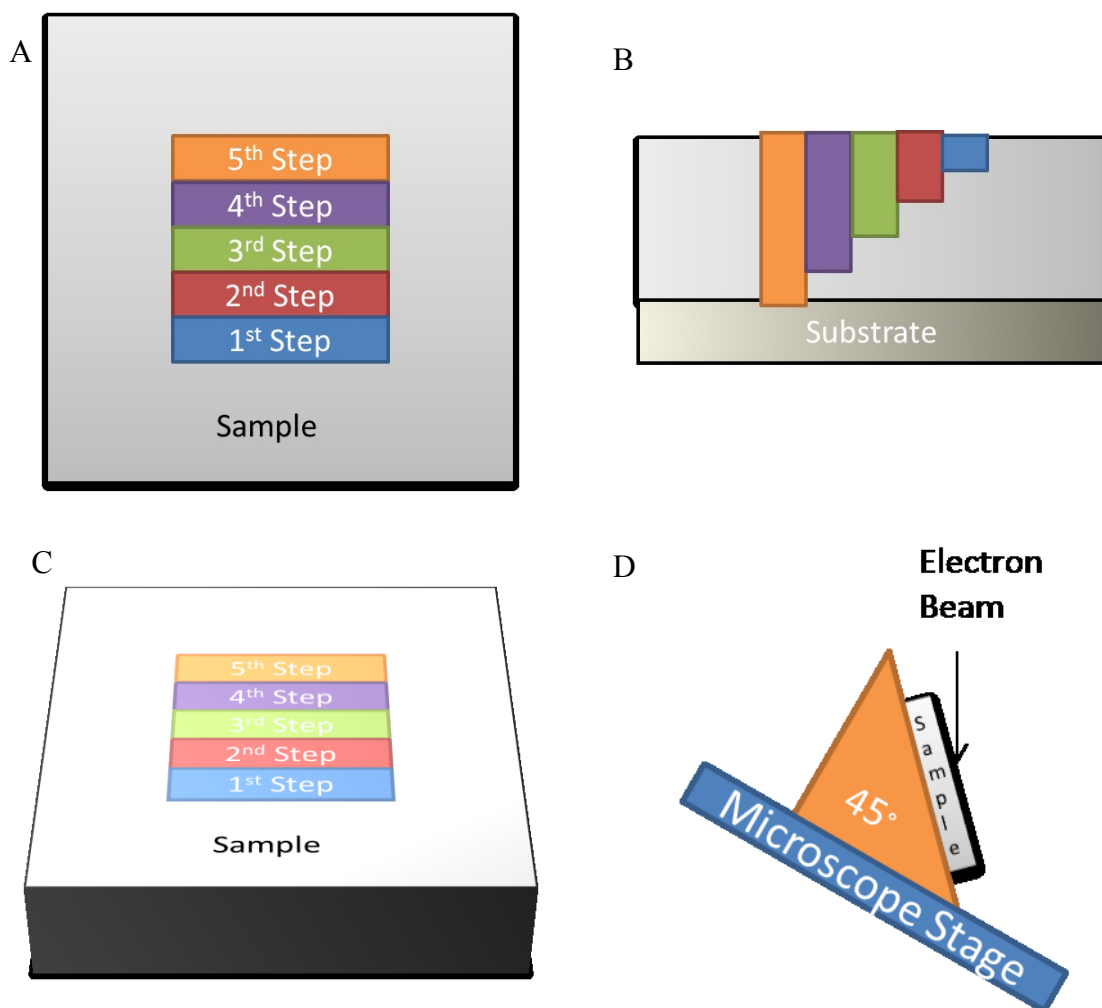 A
5th Step
4th Step
3rd Step
2nd Step
1st Step
Sample
B
Substrate
C
5th Step
4th Step
3rd Step
2nd Step
1st Step
Sample
D
Electron
Beam
Sample
45°
Microscope Stage